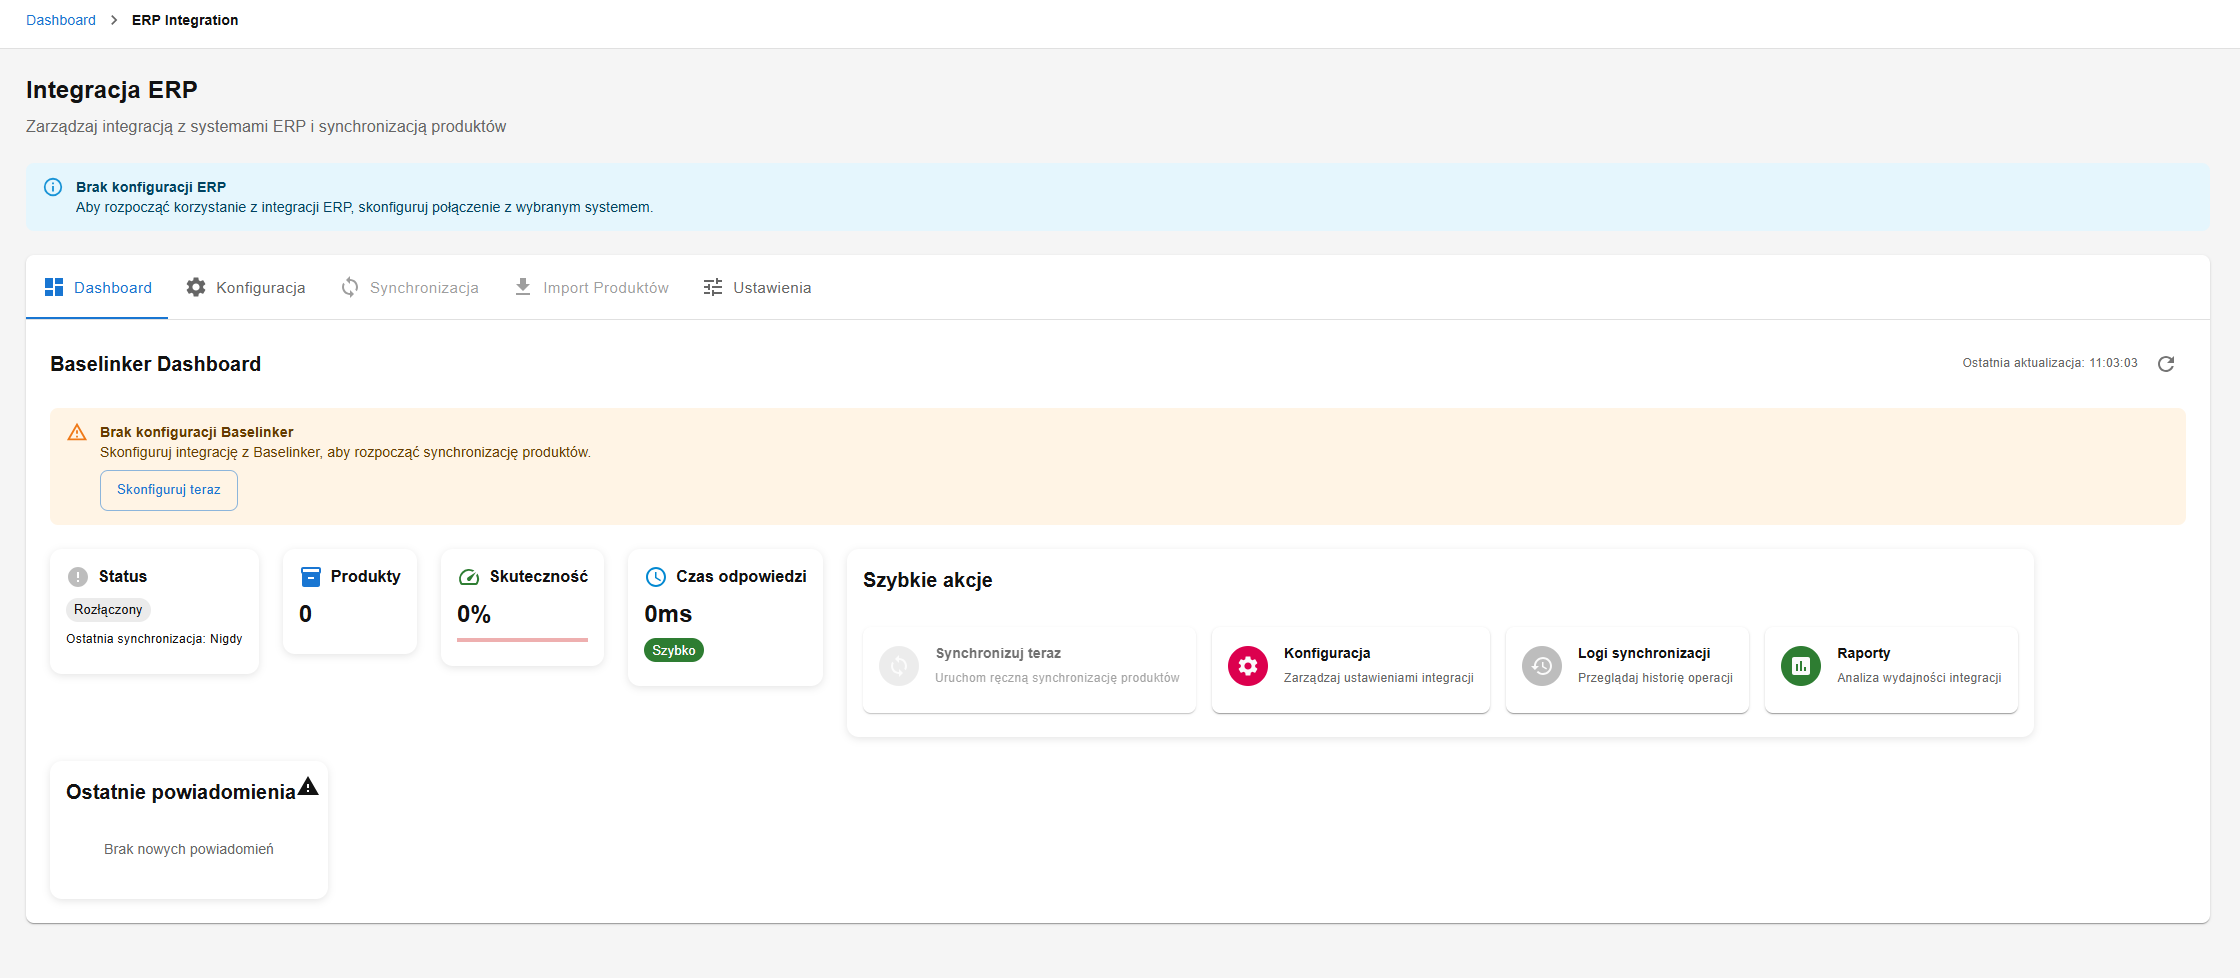 Dashboard > ERP Integration
Integracja ERP
Zarządzaj integracją z systemami ERP i synchronizacją produktów
Brak konfiguracji ERP
Aby rozpocząć korzystanie z integracji ERP, skonfiguruj połączenie z wybranym systemem.
Dashboard Konfiguracja Synchronizacja Import Produktów Ustawienia
Baselinker Dashboard
Ostatnia aktualizacja: 11:03:03
Brak konfiguracji Baselinker
Skonfiguruj integrację z Baselinker, aby rozpocząć synchronizację produktów.
Skonfiguruj teraz
Status
Rozłączony
Ostatnia synchronizacja: Nigdy
Produkty
0
Skuteczność
0%
Czas odpowiedzi
0ms
Szybko
Szybkie akcje
Synchronizuj teraz
Uruchom ręczną synchronizację produktów
Konfiguracja
Zarządzaj ustawieniami integracji
Logi synchronizacji
Przeglądaj historię operacji
Raporty
Analiza wydajności integracji
Ostatnie powiadomienia
Brak nowych powiadomień